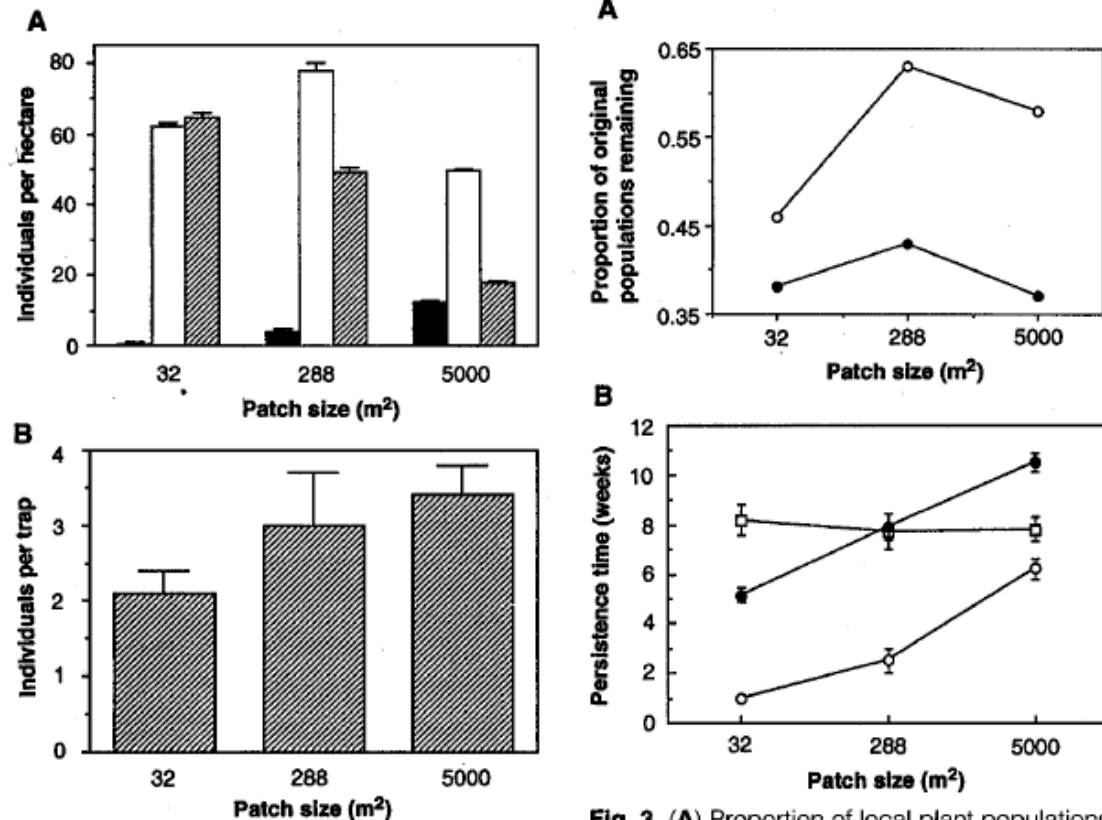 A
Individuals per hectare
80
60
40
20
0
32 288 5000
Patch size (m²)
B
Individuals per trap
4
3
2
1
0
32 288 5000
Patch size (m²)
A
Proportion of original
populations remaining
0.65
0.55
0.45
0.35
32 288 5000
Patch size (m²)
B
Persistence time (weeks)
12
10
8
6
4
2
0
32 288 5000
Patch size (m²)
Fig. 3. (A) Proportion of local plant populations